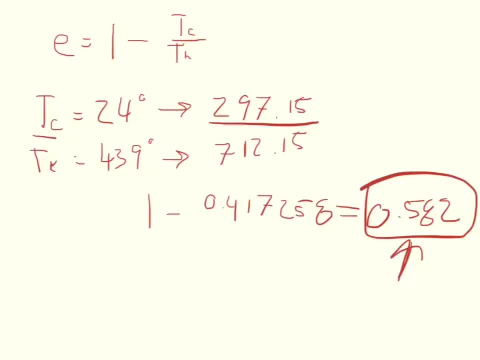 e = 1 - Tc/Th
Tc = 24° → 297.15
Th = 439° → 712.15
1 - 0.417258 = 0.582